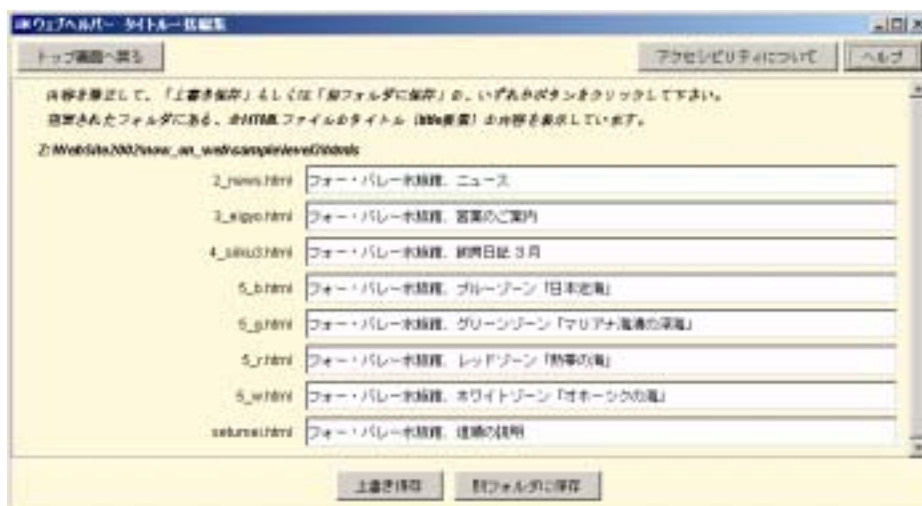 ウェブヘルパー タイトル一括編集
トップ画面へ戻る アクセシビリティについて ヘルプ
内容を修正して、「上書き保存」もしくは「別フォルダに保存」の、いずれかボタンをクリックして下さい。
指定されたフォルダにある、全HTMLファイルのタイトル(title要素)の内容を表示しています。
Z:\WebSite2002\now_on_web\sample\level3\htmls
2_news.html フォー・バレー水族館、ニュース
3_eigyo.html フォー・バレー水族館、営業のご案内
4_siiku3.html フォー・バレー水族館、飼育日誌 3月
5_b.html フォー・バレー水族館、ブルーゾーン「日本近海」
5_g.html フォー・バレー水族館、グリーンゾーン「マリアナ海溝の深海」
5_r.html フォー・バレー水族館、レッドゾーン「熱帯の海」
5_w.html フォー・バレー水族館、ホワイトゾーン「オホーツクの海」
setumei.html フォー・バレー水族館、の説明
上書き保存 別フォルダに保存